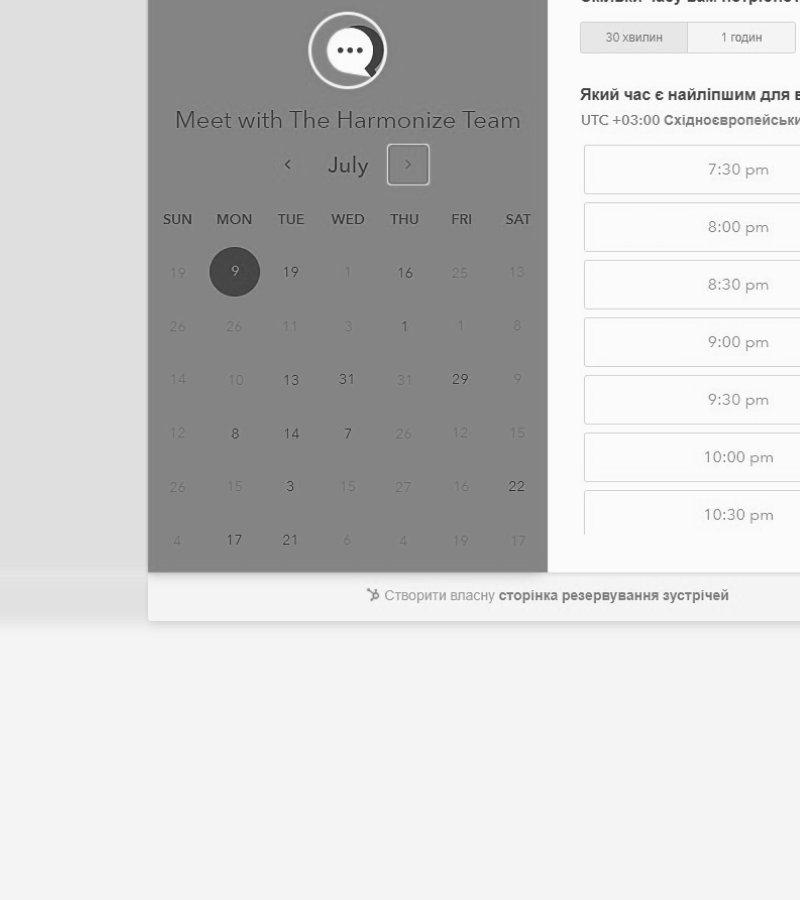 30 хвилин 1 годин
Який час є найліпшим для
UTC +03:00
Meet with The Harmonize Team
July
SUN MON TUE WED THU FRI SAT
19 9 19 1 16 25 13
26 26 11 3 1 1 8
14 10 13 31 31 29 9
12 8 14 7 26 12 15
26 15 3 15 27 16 22
4 17 21 6 4 19 17
7:30 pm
8:00 pm
8:30 pm
9:00 pm
9:30 pm
10:00 pm
10:30 pm
Створити власну сторінка резервування зустрічей